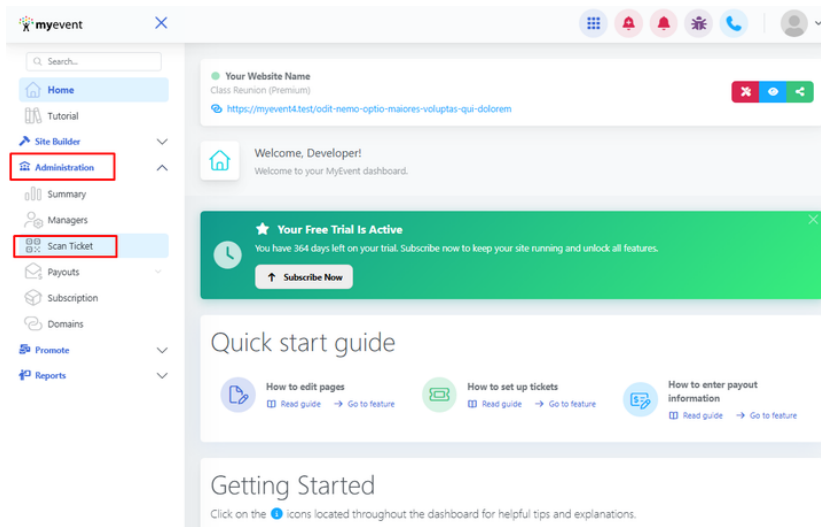 myevent
Search...
Home
Tutorial
Site Builder
Administration
Summary
Managers
Scan Ticket
Payouts
Subscription
Domains
Promote
Reports
Your Website Name
Class Reunion (Premium)
https://myevent4.test/odit-nemo-optio-maiores-voluptas-qui-dolorem
Welcome, Developer!
Welcome to your MyEvent dashboard.
Your Free Trial Is Active
You have 364 days left on your trial. Subscribe now to keep your site running and unlock all features.
Subscribe Now
Quick start guide
How to edit pages
Read guide Go to feature
How to set up tickets
Read guide Go to feature
How to enter payout
information
Read guide Go to feature
Getting Started
Click on the i icons located throughout the dashboard for helpful tips and explanations.